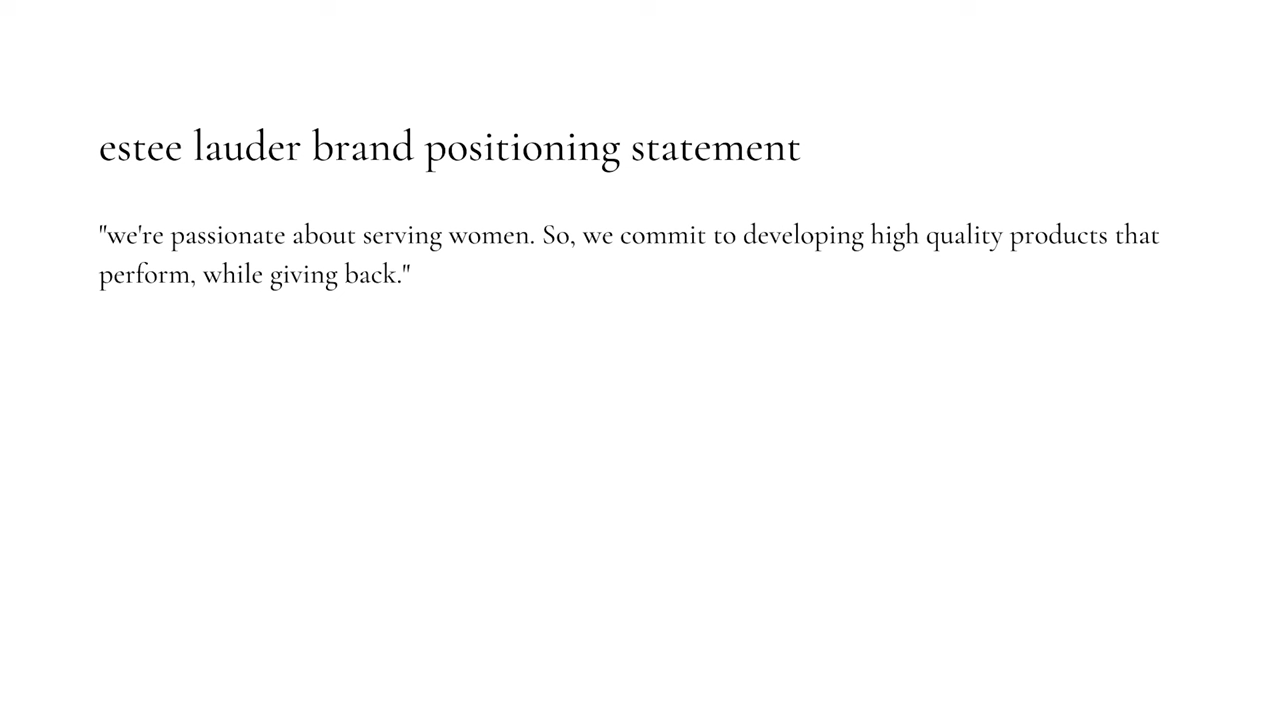 estee lauder brand positioning statement
"we're passionate about serving women. So, we commit to developing high quality products that
perform, while giving back."